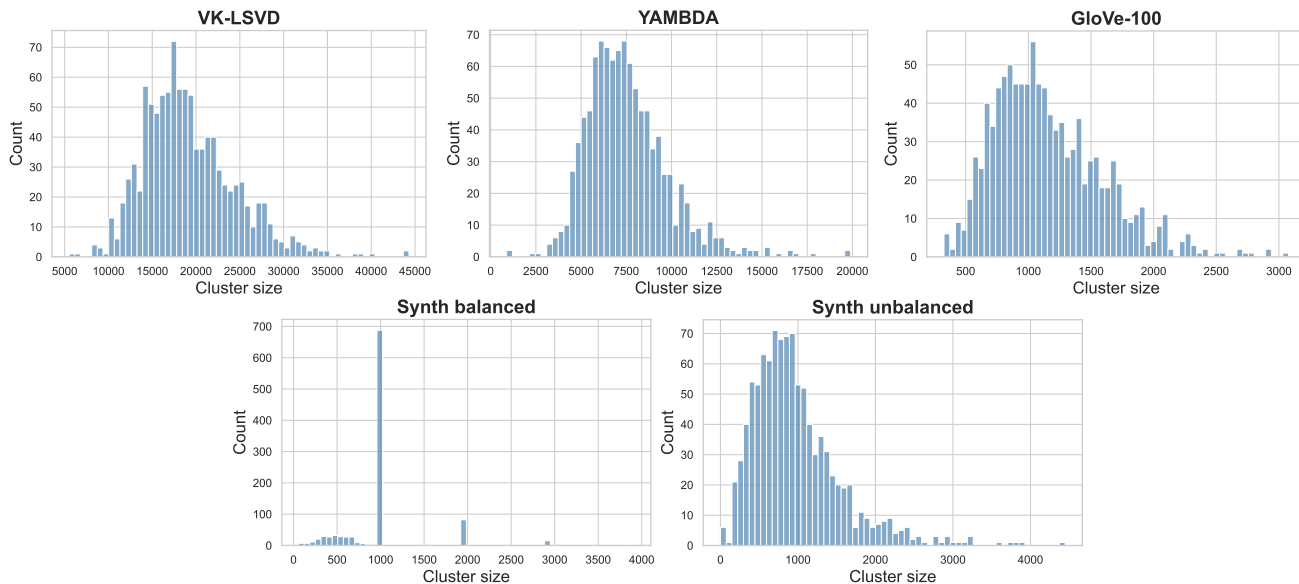 VK-LSVD
YAMBDA
GloVe-100
Count
70
60
50
40
30
20
10
0
5000 10000 15000 20000 25000 30000 35000 40000 45000
Cluster size
Count
70
60
50
40
30
20
10
0
0 2500 5000 7500 10000 12500 15000 17500 20000
Cluster size
Count
50
40
30
20
10
0
500 1000 1500 2000 2500 3000
Cluster size
Synth balanced
Synth unbalanced
Count
700
600
500
400
300
200
100
0
0 500 1000 1500 2000 2500 3000 3500 4000
Cluster size
Count
70
60
50
40
30
20
10
0
0 1000 2000 3000 4000
Cluster size